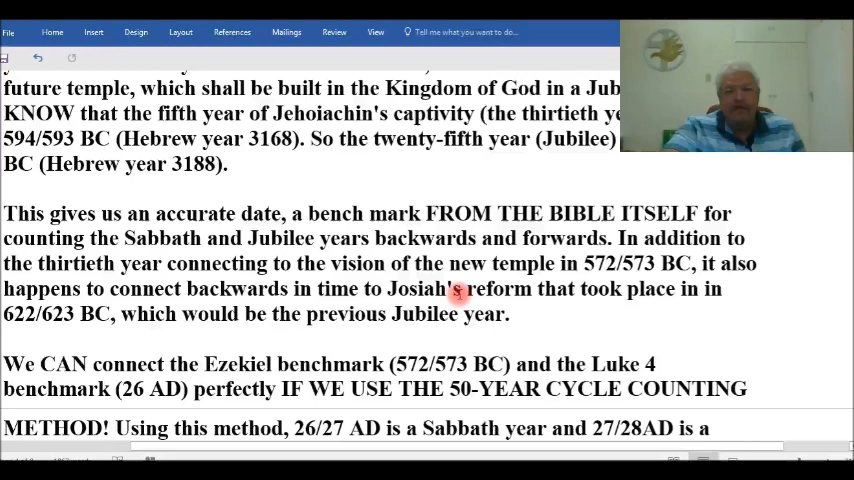 File Home Insert Design Layout References Mailings Review View Tell me what you want to do...
future temple, which shall be built in the Kingdom of God in a Jub
KNOW that the fifth year of Jehoiachin's captivity (the thirtieth ye
594/593 BC (Hebrew year 3168). So the twenty-fifth year (Jubilee)
BC (Hebrew year 3188).
This gives us an accurate date, a bench mark FROM THE BIBLE ITSELF for
counting the Sabbath and Jubilee years backwards and forwards. In addition to
the thirtieth year connecting to the vision of the new temple in 572/573 BC, it also
happens to connect backwards in time to Josiah's reform that took place in in
622/623 BC, which would be the previous Jubilee year.
We CAN connect the Ezekiel benchmark (572/573 BC) and the Luke 4
benchmark (26 AD) perfectly IF WE USE THE 50-YEAR CYCLE COUNTING
METHOD! Using this method, 26/27 AD is a Sabbath year and 27/28AD is a